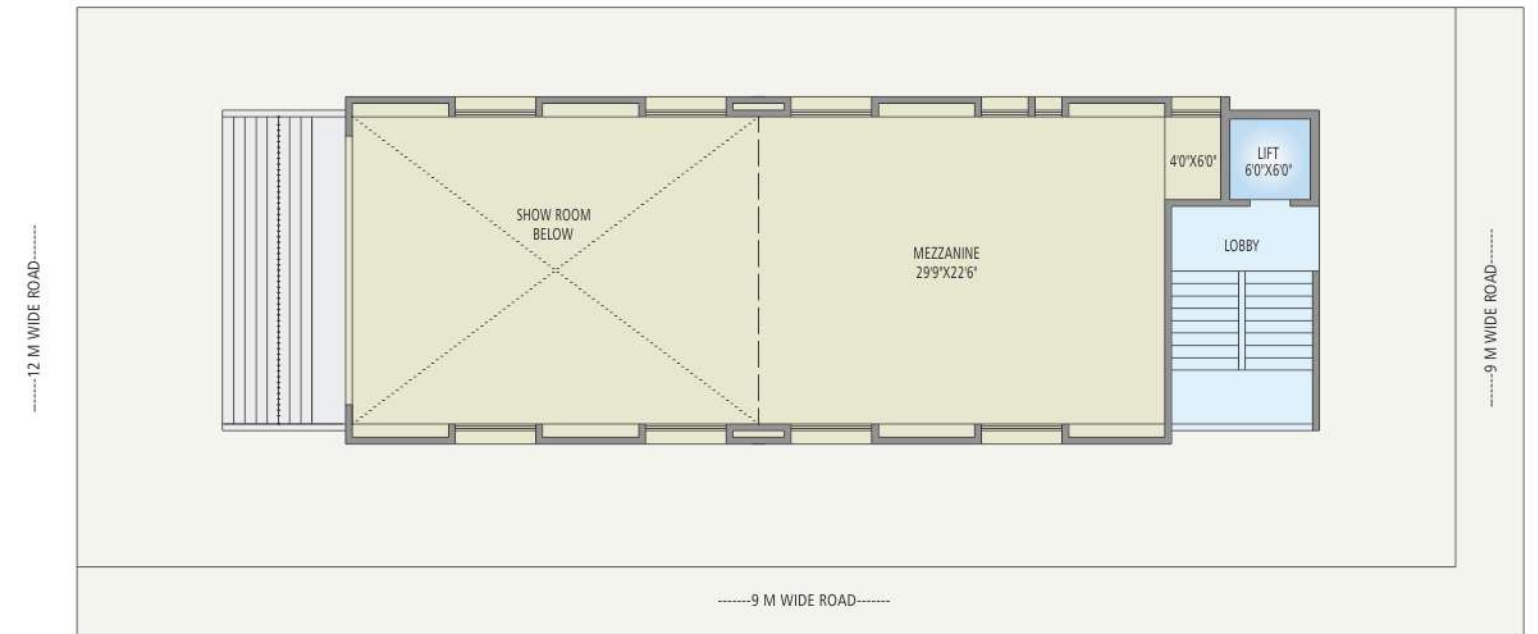 -------12 M WIDE ROAD-------
SHOW ROOM
BELOW
MEZZANINE
29'9"X22'6"
4'0"X6'0"
LIFT
6'0"X6'0"
LOBBY
-------9 M WIDE ROAD-------
-------9 M WIDE ROAD-------